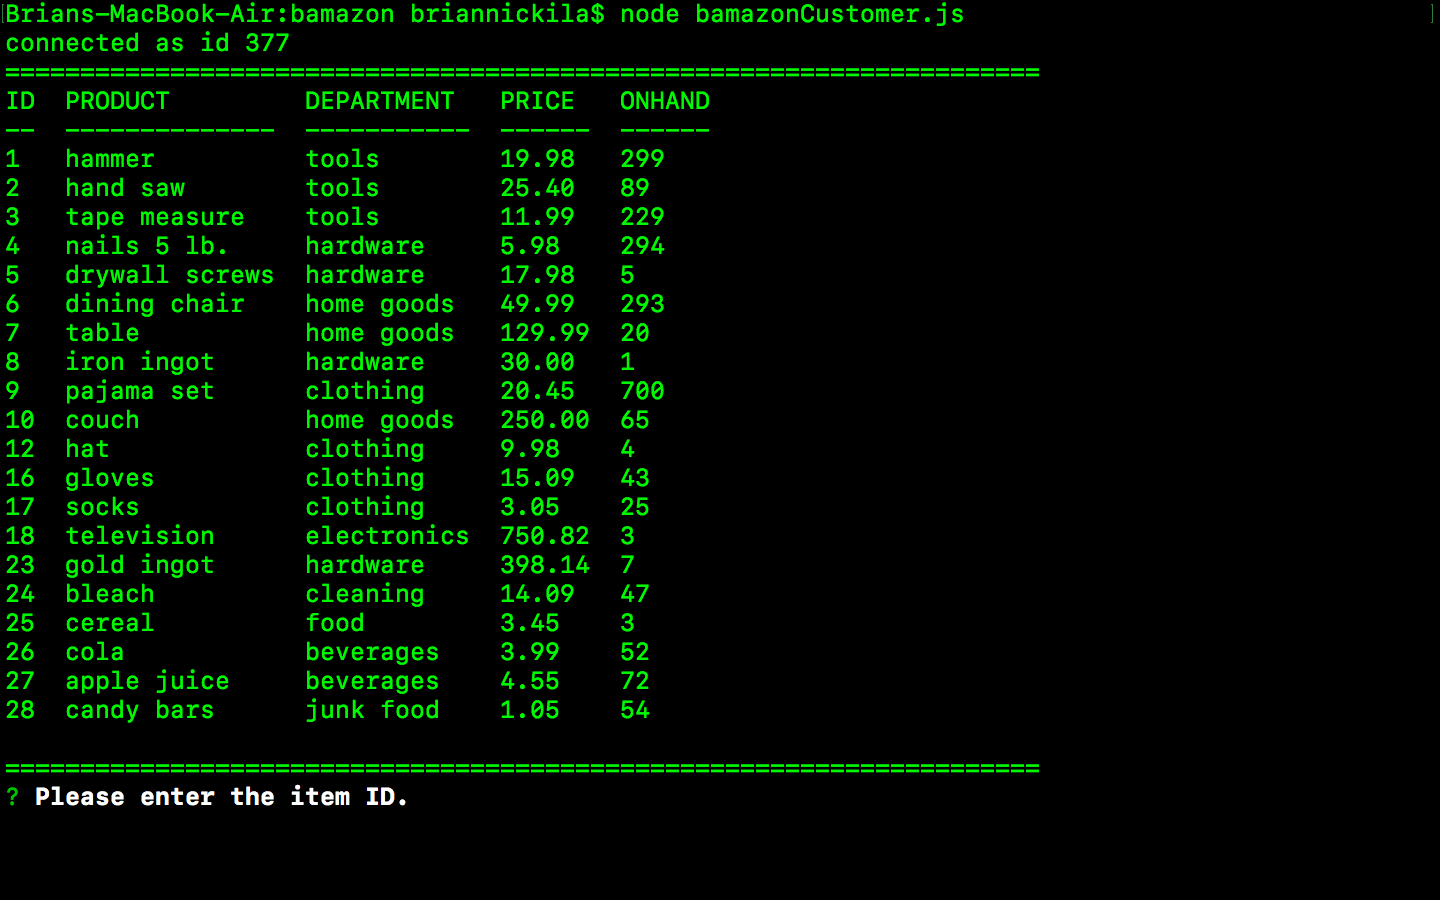 Brians-MacBook-Air:bamazon briannickila$ node bamazonCustomer.js
connected as id 377
=====================================================================
ID  PRODUCT         DEPARTMENT   PRICE   ONHAND
--  --------------  -----------  ------  ------
1   hammer          tools        19.98   299
2   hand saw        tools        25.40   89
3   tape measure    tools        11.99   229
4   nails 5 lb.     hardware     5.98    294
5   drywall screws  hardware     17.98   5
6   dining chair    home goods   49.99   293
7   table           home goods   129.99  20
8   iron ingot      hardware     30.00   1
9   pajama set      clothing     20.45   700
10  couch           home goods   250.00  65
12  hat             clothing     9.98    4
16  gloves          clothing     15.09   43
17  socks           clothing     3.05    25
18  television      electronics  750.82  3
23  gold ingot      hardware     398.14  7
24  bleach          cleaning     14.09   47
25  cereal          food         3.45    3
26  cola            beverages    3.99    52
27  apple juice     beverages    4.55    72
28  candy bars      junk food    1.05    54
=====================================================================
? Please enter the item ID.